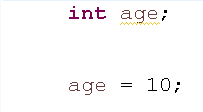 int age;
age = 10;